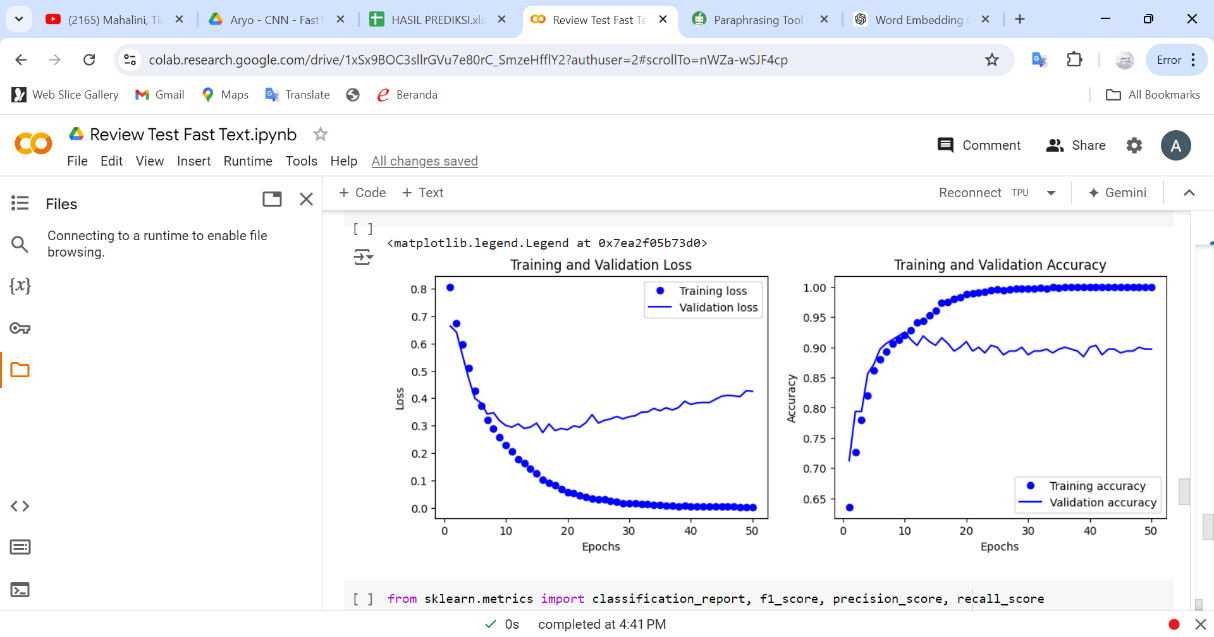 (2165) Mahalini, Ti
Aryo - CNN - Fast
HASIL PREDIKSI.xls
Review Test Fast Te
Paraphrasing Tool
Word Embedding
colab.research.google.com/drive/1xSx9BOC3sllrGVu7e80rC_SmzeHfflY2?authuser=2#scrollTo=nWZa-wSJF4cp
Error
Web Slice Gallery
Gmail
Maps
Translate
Beranda
All Bookmarks
Review Test Fast Text.ipynb
File Edit View Insert Runtime Tools Help All changes saved
Comment
Share
A
Files
Connecting to a runtime to enable file
browsing.
+ Code + Text
Reconnect TPU
Gemini
[ ]
<matplotlib.legend.Legend at 0x7ea2f05b73d0>
Training and Validation Loss
Training loss
Validation loss
0.8
0.7
0.6
0.5
0.4
0.3
0.2
0.1
0.0
Loss
0 10 20 30 40 50
Epochs
Training and Validation Accuracy
1.00
0.95
0.90
0.85
0.80
0.75
0.70
0.65
Accuracy
Training accuracy
Validation accuracy
0 10 20 30 40 50
Epochs
{x}
[ ] from sklearn.metrics import classification_report, f1_score, precision_score, recall_score
0s completed at 4:41 PM